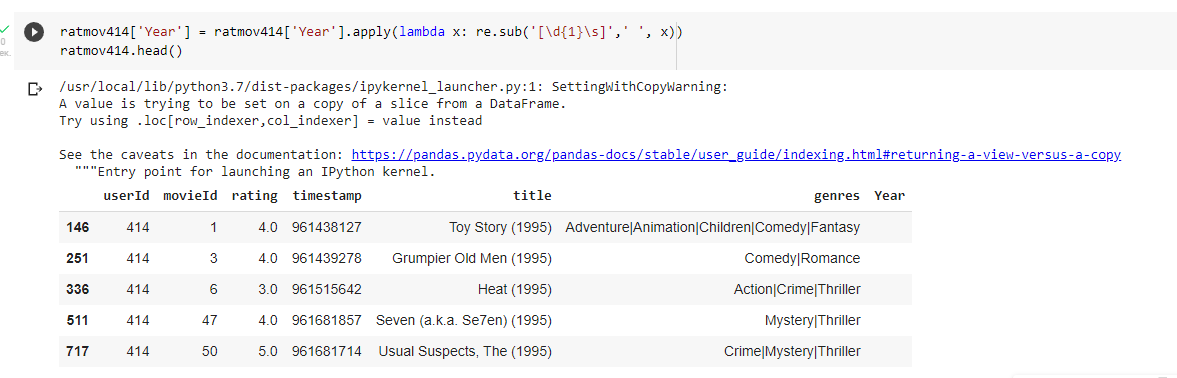 ratmov414['Year'] = ratmov414['Year'].apply(lambda x: re.sub('[\d{1}\s]',' ', x))
0
ек.
ratmov414.head()
/usr/local/lib/python3.7/dist-packages/ipykernel_launcher.py:1: SettingWithCopyWarning:
A value is trying to be set on a copy of a slice from a DataFrame.
Try using .loc[row_indexer,col_indexer] = value instead
See the caveats in the documentation: https://pandas.pydata.org/pandas-docs/stable/user_guide/indexing.html#returning-a-view-versus-a-copy
"""Entry point for launching an IPython kernel.
userId movieId rating timestamp title genres Year
146 414 1 4.0 961438127 Toy Story (1995) Adventure|Animation|Children|Comedy|Fantasy
251 414 3 4.0 961439278 Grumpier Old Men (1995) Comedy|Romance
336 414 6 3.0 961515642 Heat (1995) Action|Crime|Thriller
511 414 47 4.0 961681857 Seven (a.k.a. Se7en) (1995) Mystery|Thriller
717 414 50 5.0 961681714 Usual Suspects, The (1995) Crime|Mystery|Thriller